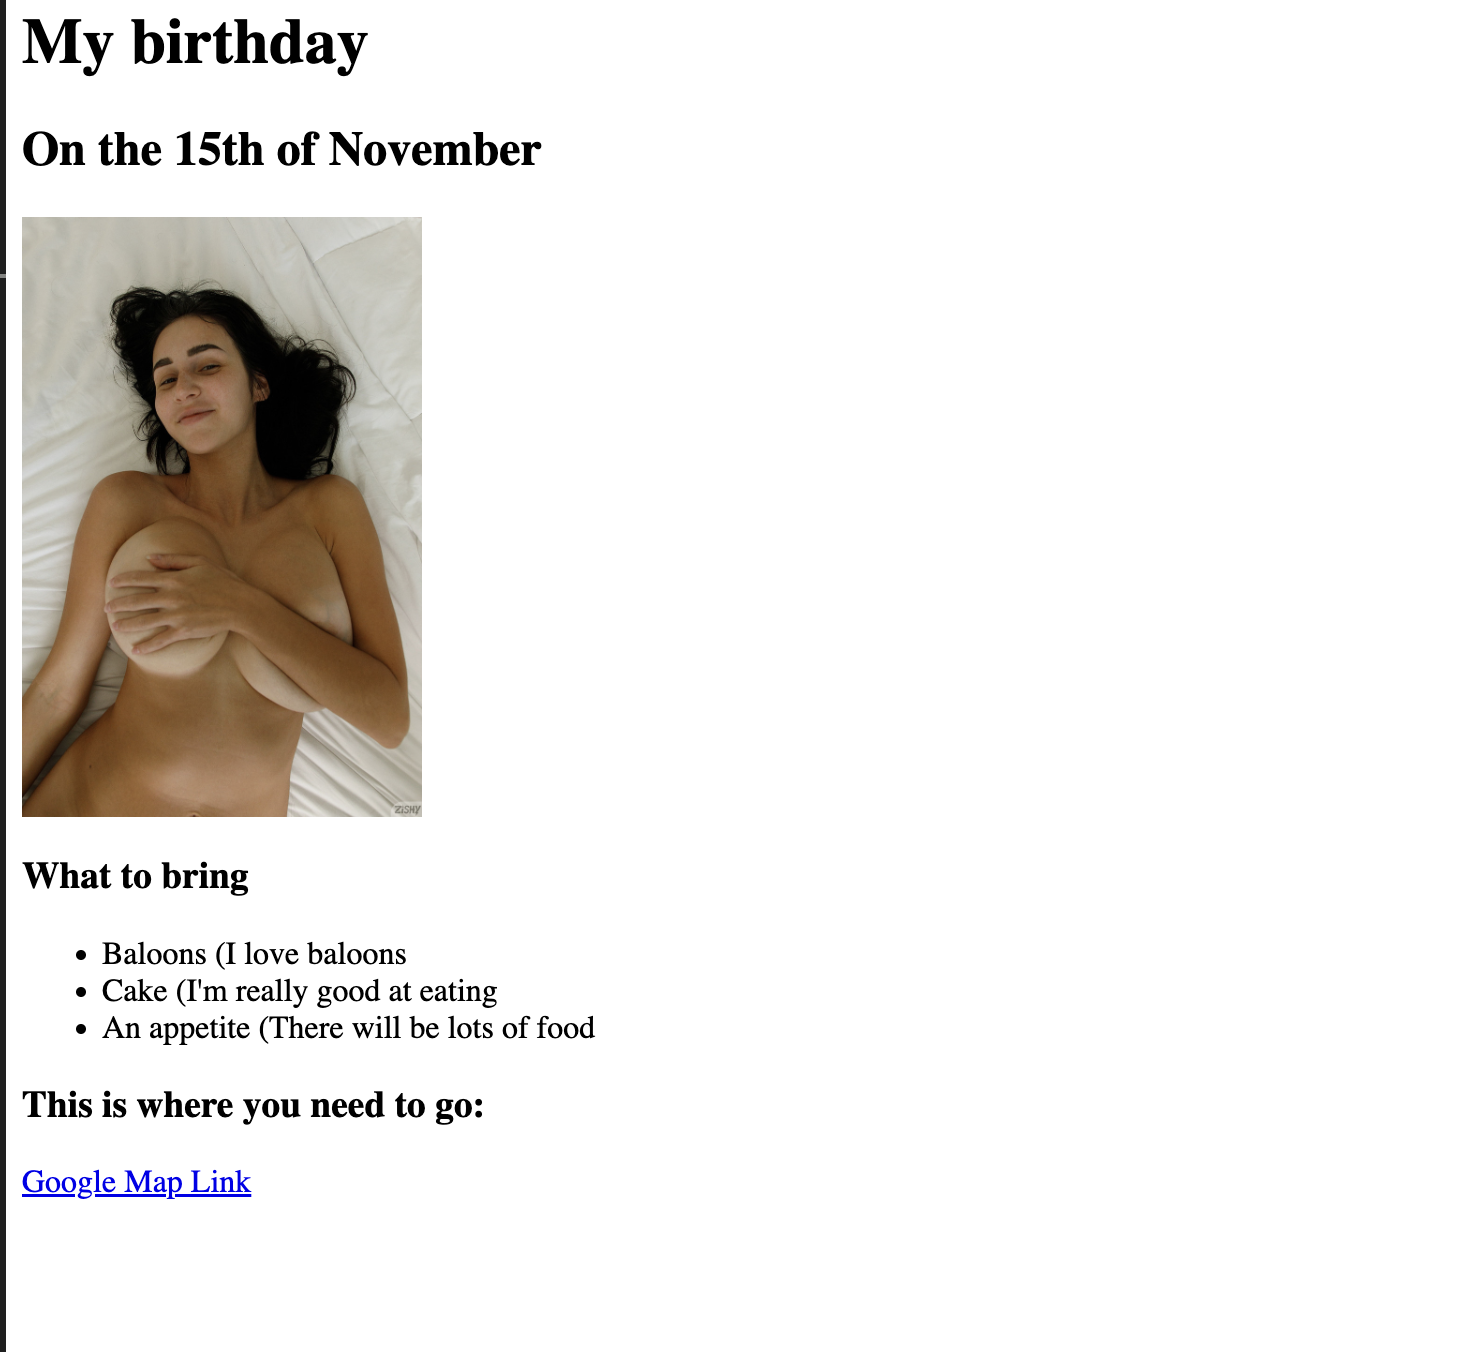 My birthday
On the 15th of November
ZISHY
What to bring
Baloons (I love baloons
Cake (I'm really good at eating
An appetite (There will be lots of food
This is where you need to go:
Google Map Link